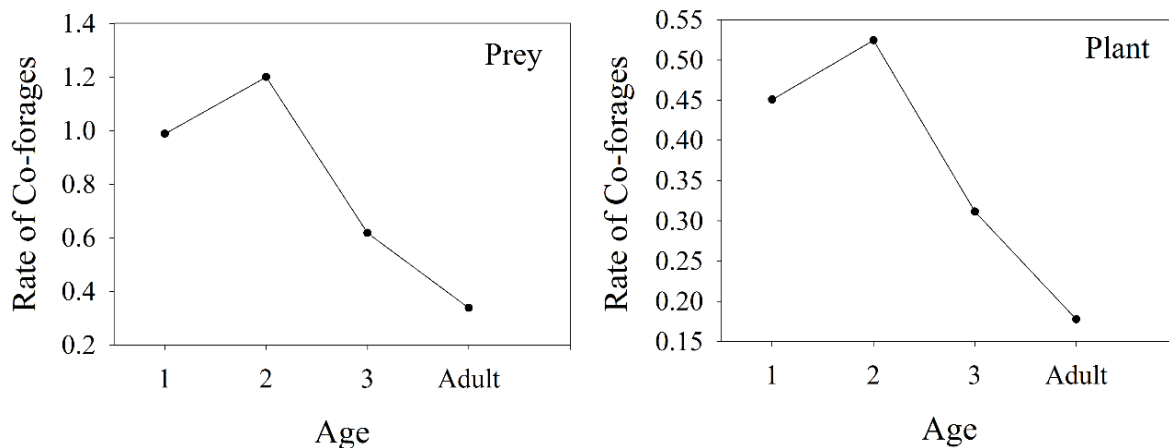 Prey
Rate of Co-forages
1.4
1.2
1.0
0.8
0.6
0.4
0.2
1 2 3 Adult
Age
Plant
Rate of Co-forages
0.55
0.50
0.45
0.40
0.35
0.30
0.25
0.20
0.15
1 2 3 Adult
Age